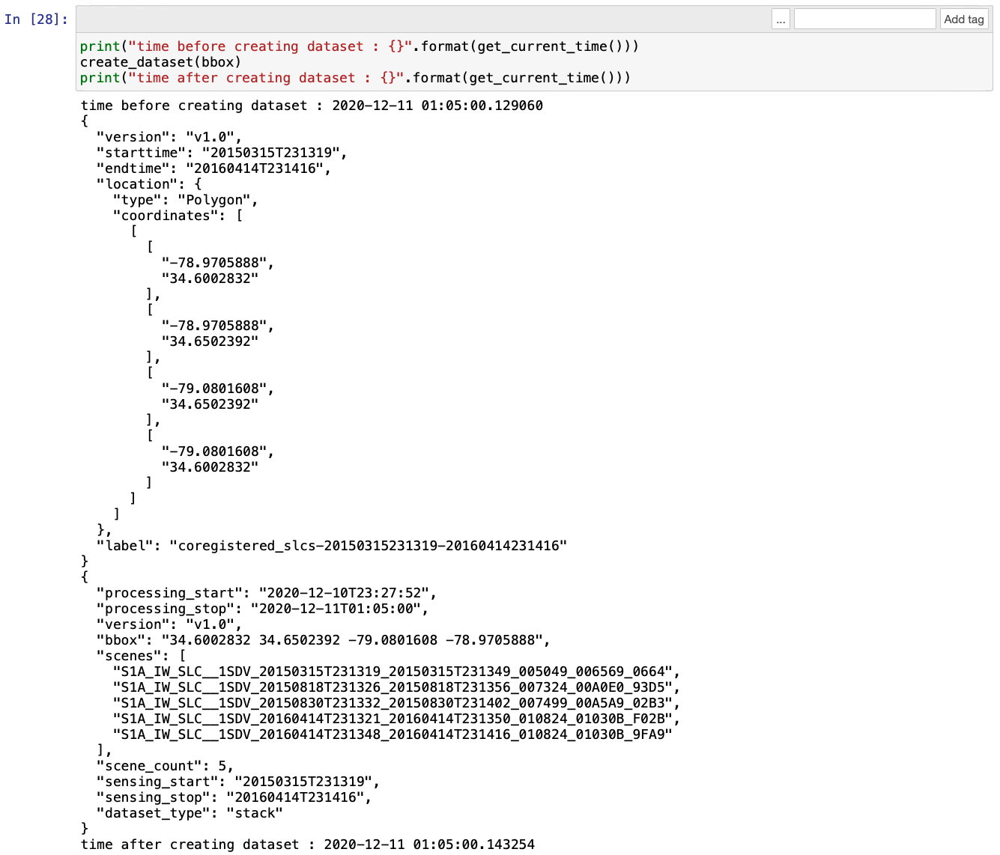 In [28]:
... Add tag
print("time before creating dataset : {}".format(get_current_time()))
create_dataset(bbox)
print("time after creating dataset : {}".format(get_current_time()))
time before creating dataset : 2020-12-11 01:05:00.129060
{
  "version": "v1.0",
  "starttime": "20150315T231319",
  "endtime": "20160414T231416",
  "location": {
    "type": "Polygon",
    "coordinates": [
      [
        [
          "-78.9705888",
          "34.6002832"
        ],
        [
          "-78.9705888",
          "34.6502392"
        ],
        [
          "-79.0801608",
          "34.6502392"
        ],
        [
          "-79.0801608",
          "34.6002832"
        ]
      ]
    ]
  },
  "label": "coregistered_slcs-20150315231319-20160414231416"
}
{
  "processing_start": "2020-12-10T23:27:52",
  "processing_stop": "2020-12-11T01:05:00",
  "version": "v1.0",
  "bbox": "34.6002832 34.6502392 -79.0801608 -78.9705888",
  "scenes": [
    "S1A_IW_SLC__1SDV_20150315T231319_20150315T231349_005049_006569_0664",
    "S1A_IW_SLC__1SDV_20150818T231326_20150818T231356_007324_00A0E0_93D5",
    "S1A_IW_SLC__1SDV_20150830T231332_20150830T231402_007499_00A5A9_02B3",
    "S1A_IW_SLC__1SDV_20160414T231321_20160414T231350_010824_01030B_F02B",
    "S1A_IW_SLC__1SDV_20160414T231348_20160414T231416_010824_01030B_9FA9"
  ],
  "scene_count": 5,
  "sensing_start": "20150315T231319",
  "sensing_stop": "20160414T231416",
  "dataset_type": "stack"
}
time after creating dataset : 2020-12-11 01:05:00.143254